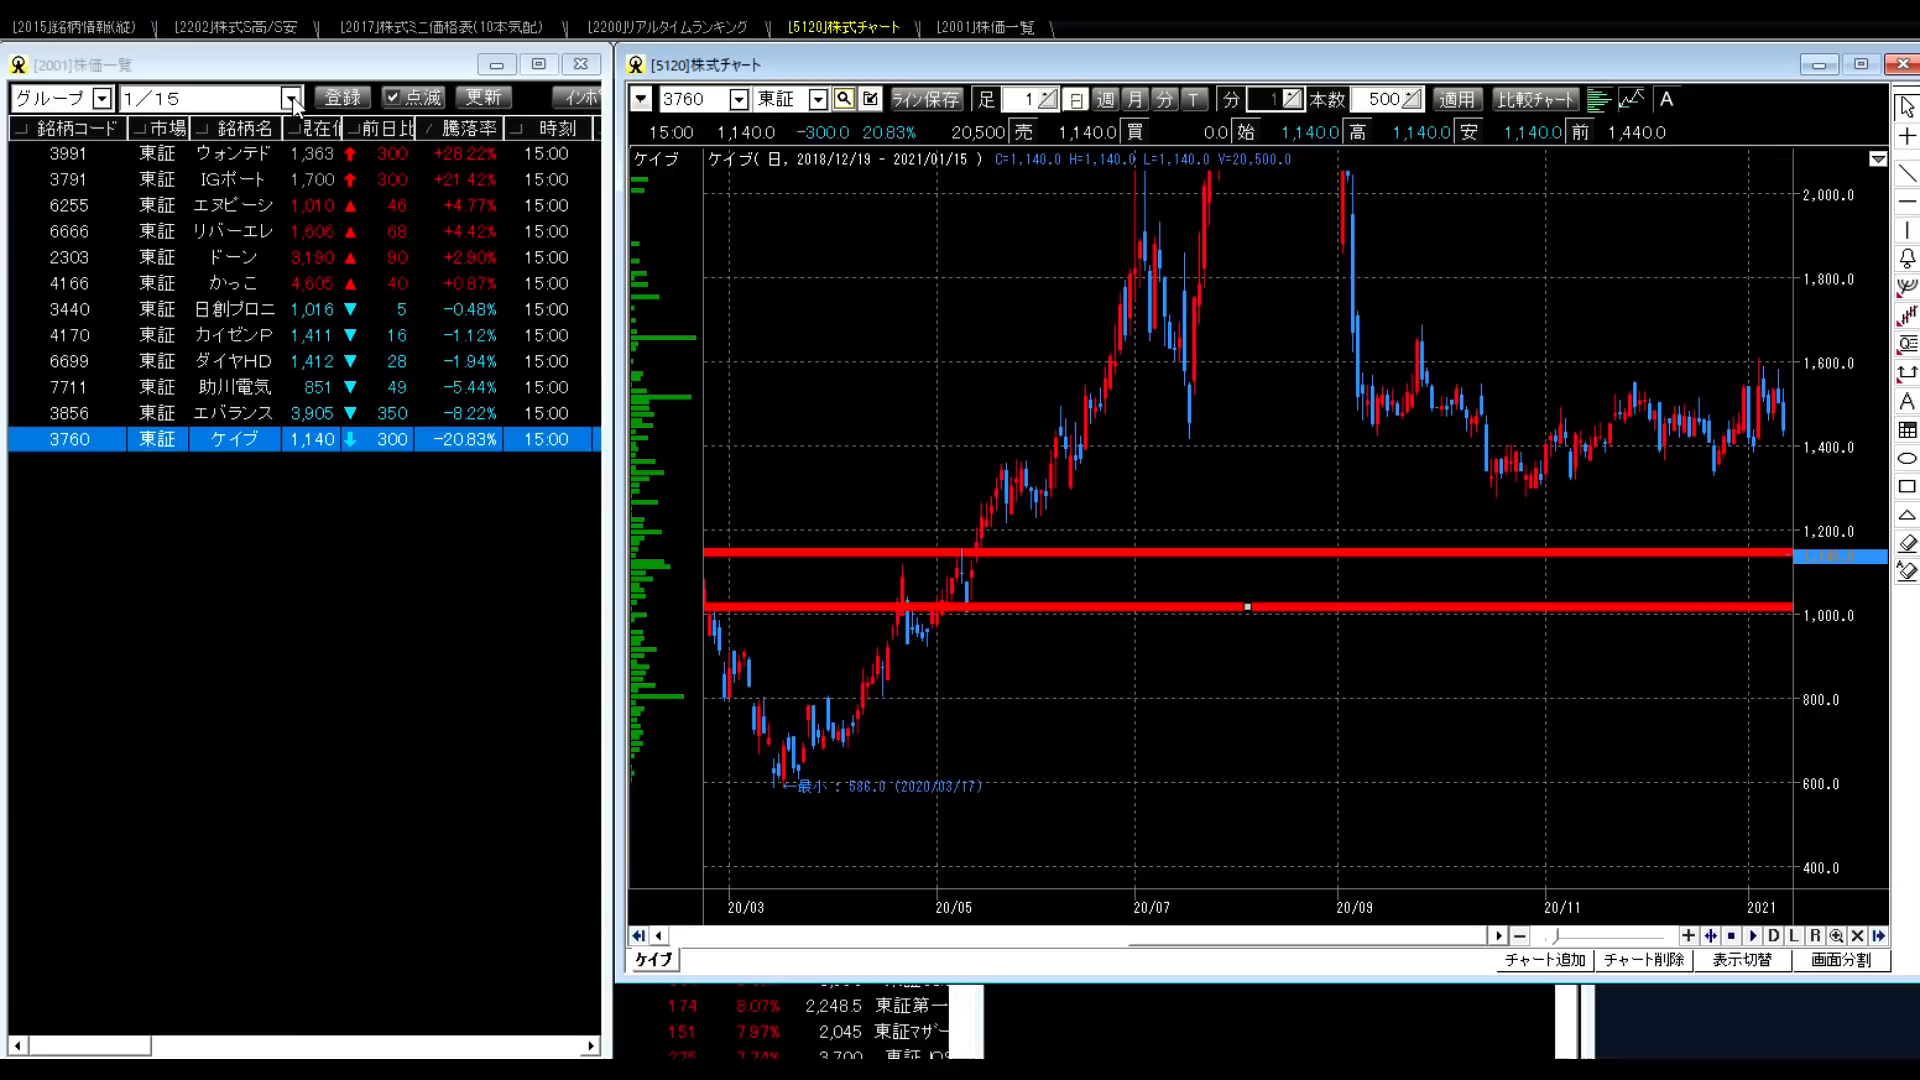 [2015]銘柄情報(縦) [2202]株式S高/S安 [2017]株式ミニ価格表(10本気配) [2200]リアルタイムランキング [5120]株式チャート [2001]株価一覧
[2001]株価一覧
グループ 1/15 登録 点滅 更新 インポ
銘柄コード 市場 銘柄名 現在値 前日比 騰落率 時刻
3991 東証 ウォンテド 1,363 300 +28.22% 15:00
3791 東証 IGポート 1,700 300 +21.42% 15:00
6255 東証 エヌピーシ 1,010 46 +4.77% 15:00
6666 東証 リバーエレ 1,606 68 +4.42% 15:00
2303 東証 ドーン 3,190 90 +2.90% 15:00
4166 東証 かっこ 4,605 40 +0.87% 15:00
3440 東証 日創プロニ 1,016 5 -0.48% 15:00
4170 東証 カイゼンP 1,411 16 -1.12% 15:00
6699 東証 ダイヤHD 1,412 28 -1.94% 15:00
7711 東証 助川電気 851 49 -5.44% 15:00
3856 東証 エバランス 3,905 350 -8.22% 15:00
3760 東証 ケイブ 1,140 300 -20.83% 15:00
[5120]株式チャート
3760 東証 ライン保存 足 1 日 週 月 分 T 分 1 本数 500 適用 比較チャート A
15:00 1,140.0 -300.0 20.83% 20,500 売 1,140.0 買 0.0 始 1,140.0 高 1,140.0 安 1,140.0 前 1,440.0
ケイブ ケイブ( 日, 2018/12/19 - 2021/01/15 ) C=1,140.0 H=1,140.0 L=1,140.0 V=20,500.0
2,000.0
1,800.0
1,600.0
A
1,400.0
1,200.0
1,000.0
800.0
←最小 : 586.0 (2020/03/17)
600.0
400.0
20/03 20/05 20/07 20/09 20/11 2021
D L R
ケイブ チャート追加 チャート削除 表示切替 画面分割
174 8.07% 2,248.5 東証第一
151 7.97% 2,045 東証マザー